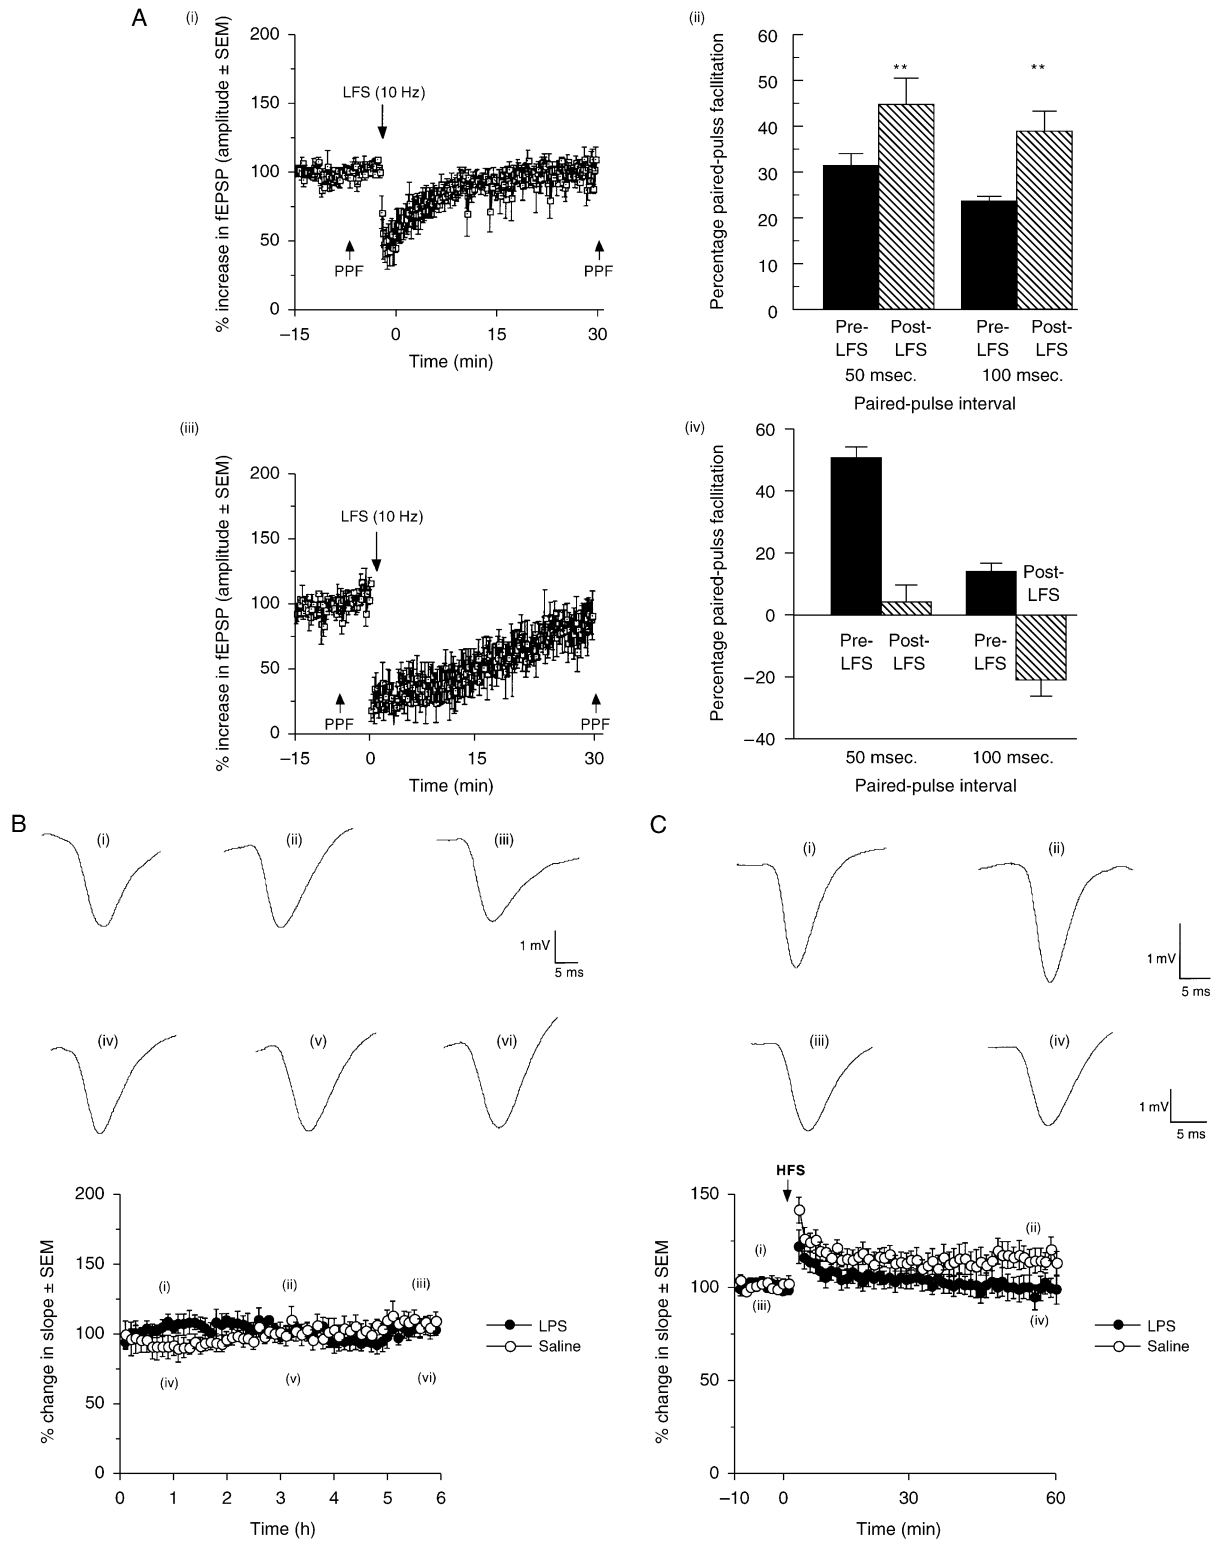 A
(i)
% increase in fEPSP (amplitude ± SEM)
200
150
100
50
0
LFS (10 Hz)
PPF
PPF
–15
0
15
30
Time (min)
(ii)
Percentage paired-pulss facllitation
60
50
40
30
20
10
0
**
**
Pre-LFS
Post-LFS
Pre-LFS
Post-LFS
50 msec.
100 msec.
Paired-pulse interval
(iii)
% increase in fEPSP (amplitude ± SEM)
200
150
100
50
0
LFS (10 Hz)
PPF
PPF
–15
0
15
30
Time (min)
(iv)
Percentage paired-pulss facllitation
60
40
20
0
–20
–40
Pre-LFS
Post-LFS
Pre-LFS
Post-LFS
50 msec.
100 msec.
Paired-pulse interval
B
(i)
(ii)
(iii)
1 mV
5 ms
(iv)
(v)
(vi)
% change in slope ± SEM
200
150
100
50
0
(i)
(ii)
(iii)
(iv)
(v)
(vi)
LPS
Saline
0
1
2
3
4
5
6
Time (h)
C
(i)
(ii)
1 mV
5 ms
(iii)
(iv)
1 mV
5 ms
HFS
% change in slope ± SEM
150
100
50
0
(i)
(ii)
(iii)
(iv)
LPS
Saline
–10
0
30
60
Time (min)